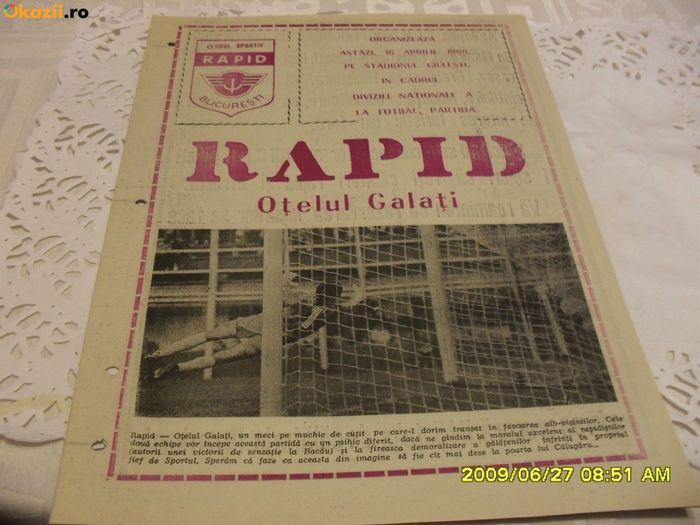 Okazii.ro
CLUBUL SPORTIV
RAPID
BUCUREȘTI
ORGANIZEAZĂ
ASTĂZI, 16 APRILIE 1989,
PE STADIONUL GIULEȘTI,
IN CADRUL
DIVIZIEI NATIONALE A
LA FOTBAL, PARTIDA
RAPID
Oțelul Galați
Rapid — Oțelul Galați, un meci pe muchie de cuțit pe care-l dorim tranșat în favoarea alb-vișiniilor. Cele
două echipe vor începe această partidă cu un psihic diferit, dacă ne gîndim la moralul excelent al rapidiștilor
(autorii unei victorii de senzație la Bacău) și la fireasca demoralizare a gălățenilor înfrînți în propriul
fief de Sportul. Sperăm ca faze ca aceasta din imagine să fie cît mai dese la poarta lui Călugăru...
2009/06/27 08:51 AM